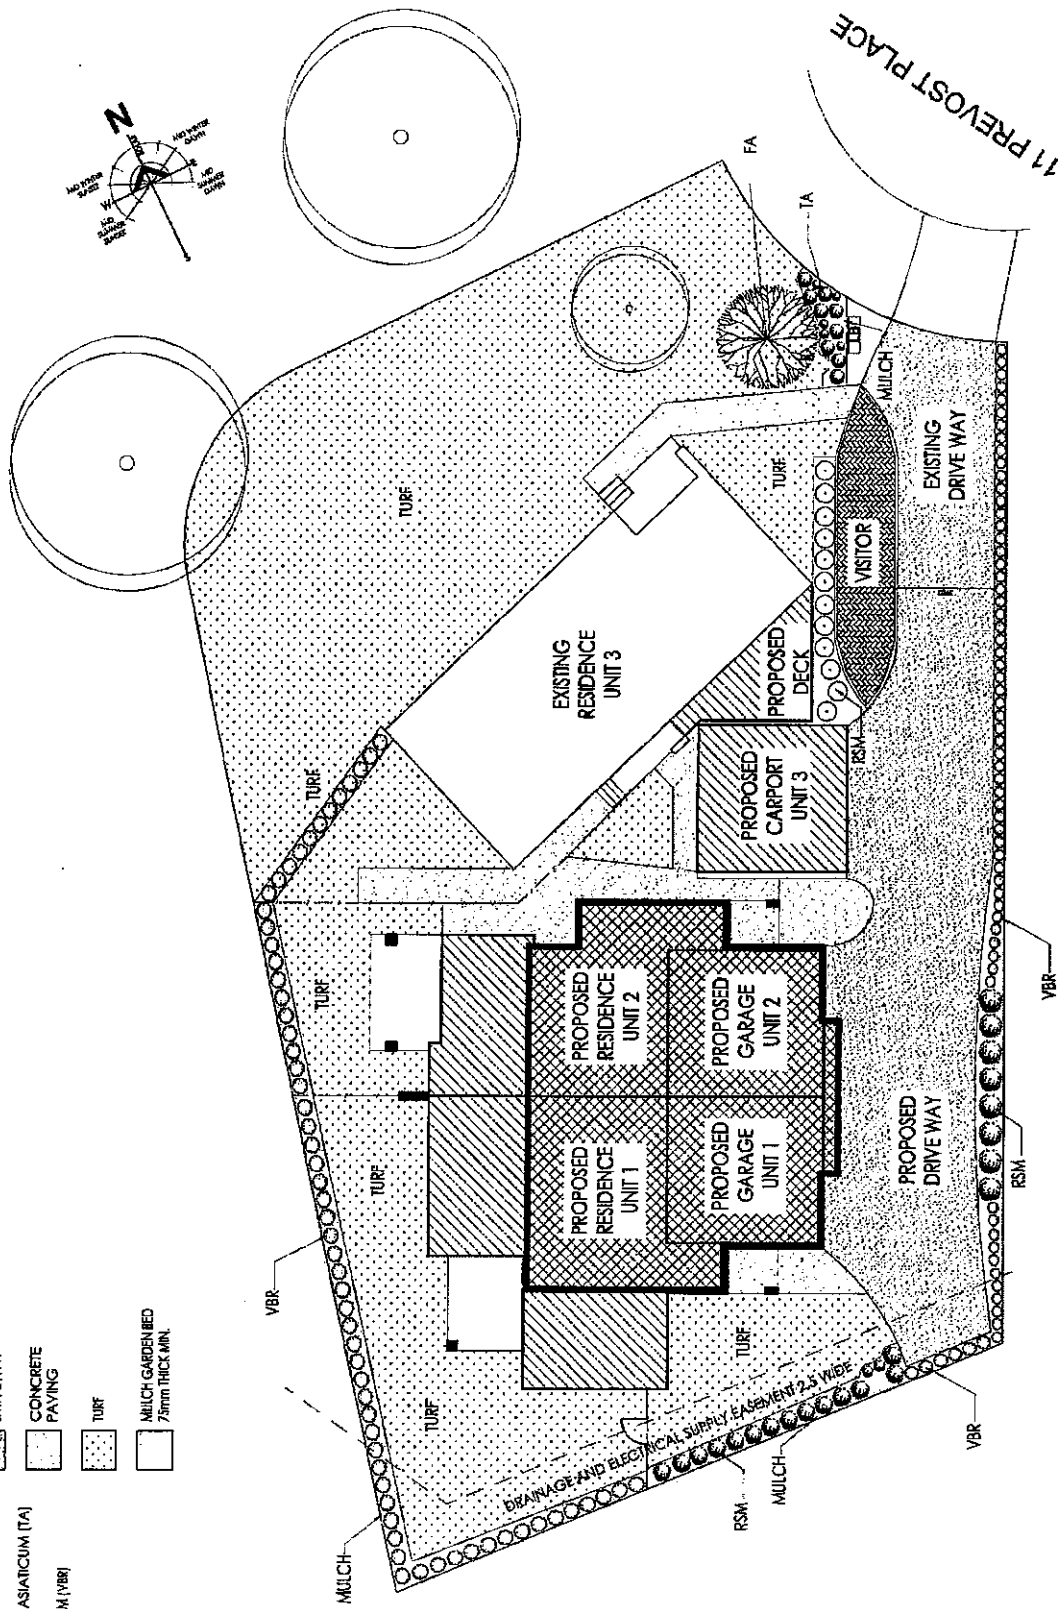 CONCRETE
PAVING
TURF
MULCH GARDEN BED
75mm THICK MIN.
ASIATICUM (TA)
M (VBR)
N
W
S
MID WINTER
SUNSET
MID
SUMMER
SUNSET
MID WINTER
DAWN
MID
SUMMER
DAWN
11 PREVOST PLACE
FA
TA
MULCH
EXISTING
DRIVE WAY
VISITOR
TURF
TURF
EXISTING
RESIDENCE
UNIT 3
PROPOSED
DECK
RSM
PROPOSED
CARPORT
UNIT 3
TURF
TURF
PROPOSED
RESIDENCE
UNIT 2
PROPOSED
GARAGE
UNIT 2
VBR
TURF
PROPOSED
RESIDENCE
UNIT 1
PROPOSED
GARAGE
UNIT 1
PROPOSED
DRIVE WAY
RSM
VBR
TURF
TURF
DRAINAGE AND ELECTRICAL SUPPLY EASEMENT 2.5 WIDE
VBR
MULCH
RSM
MULCH